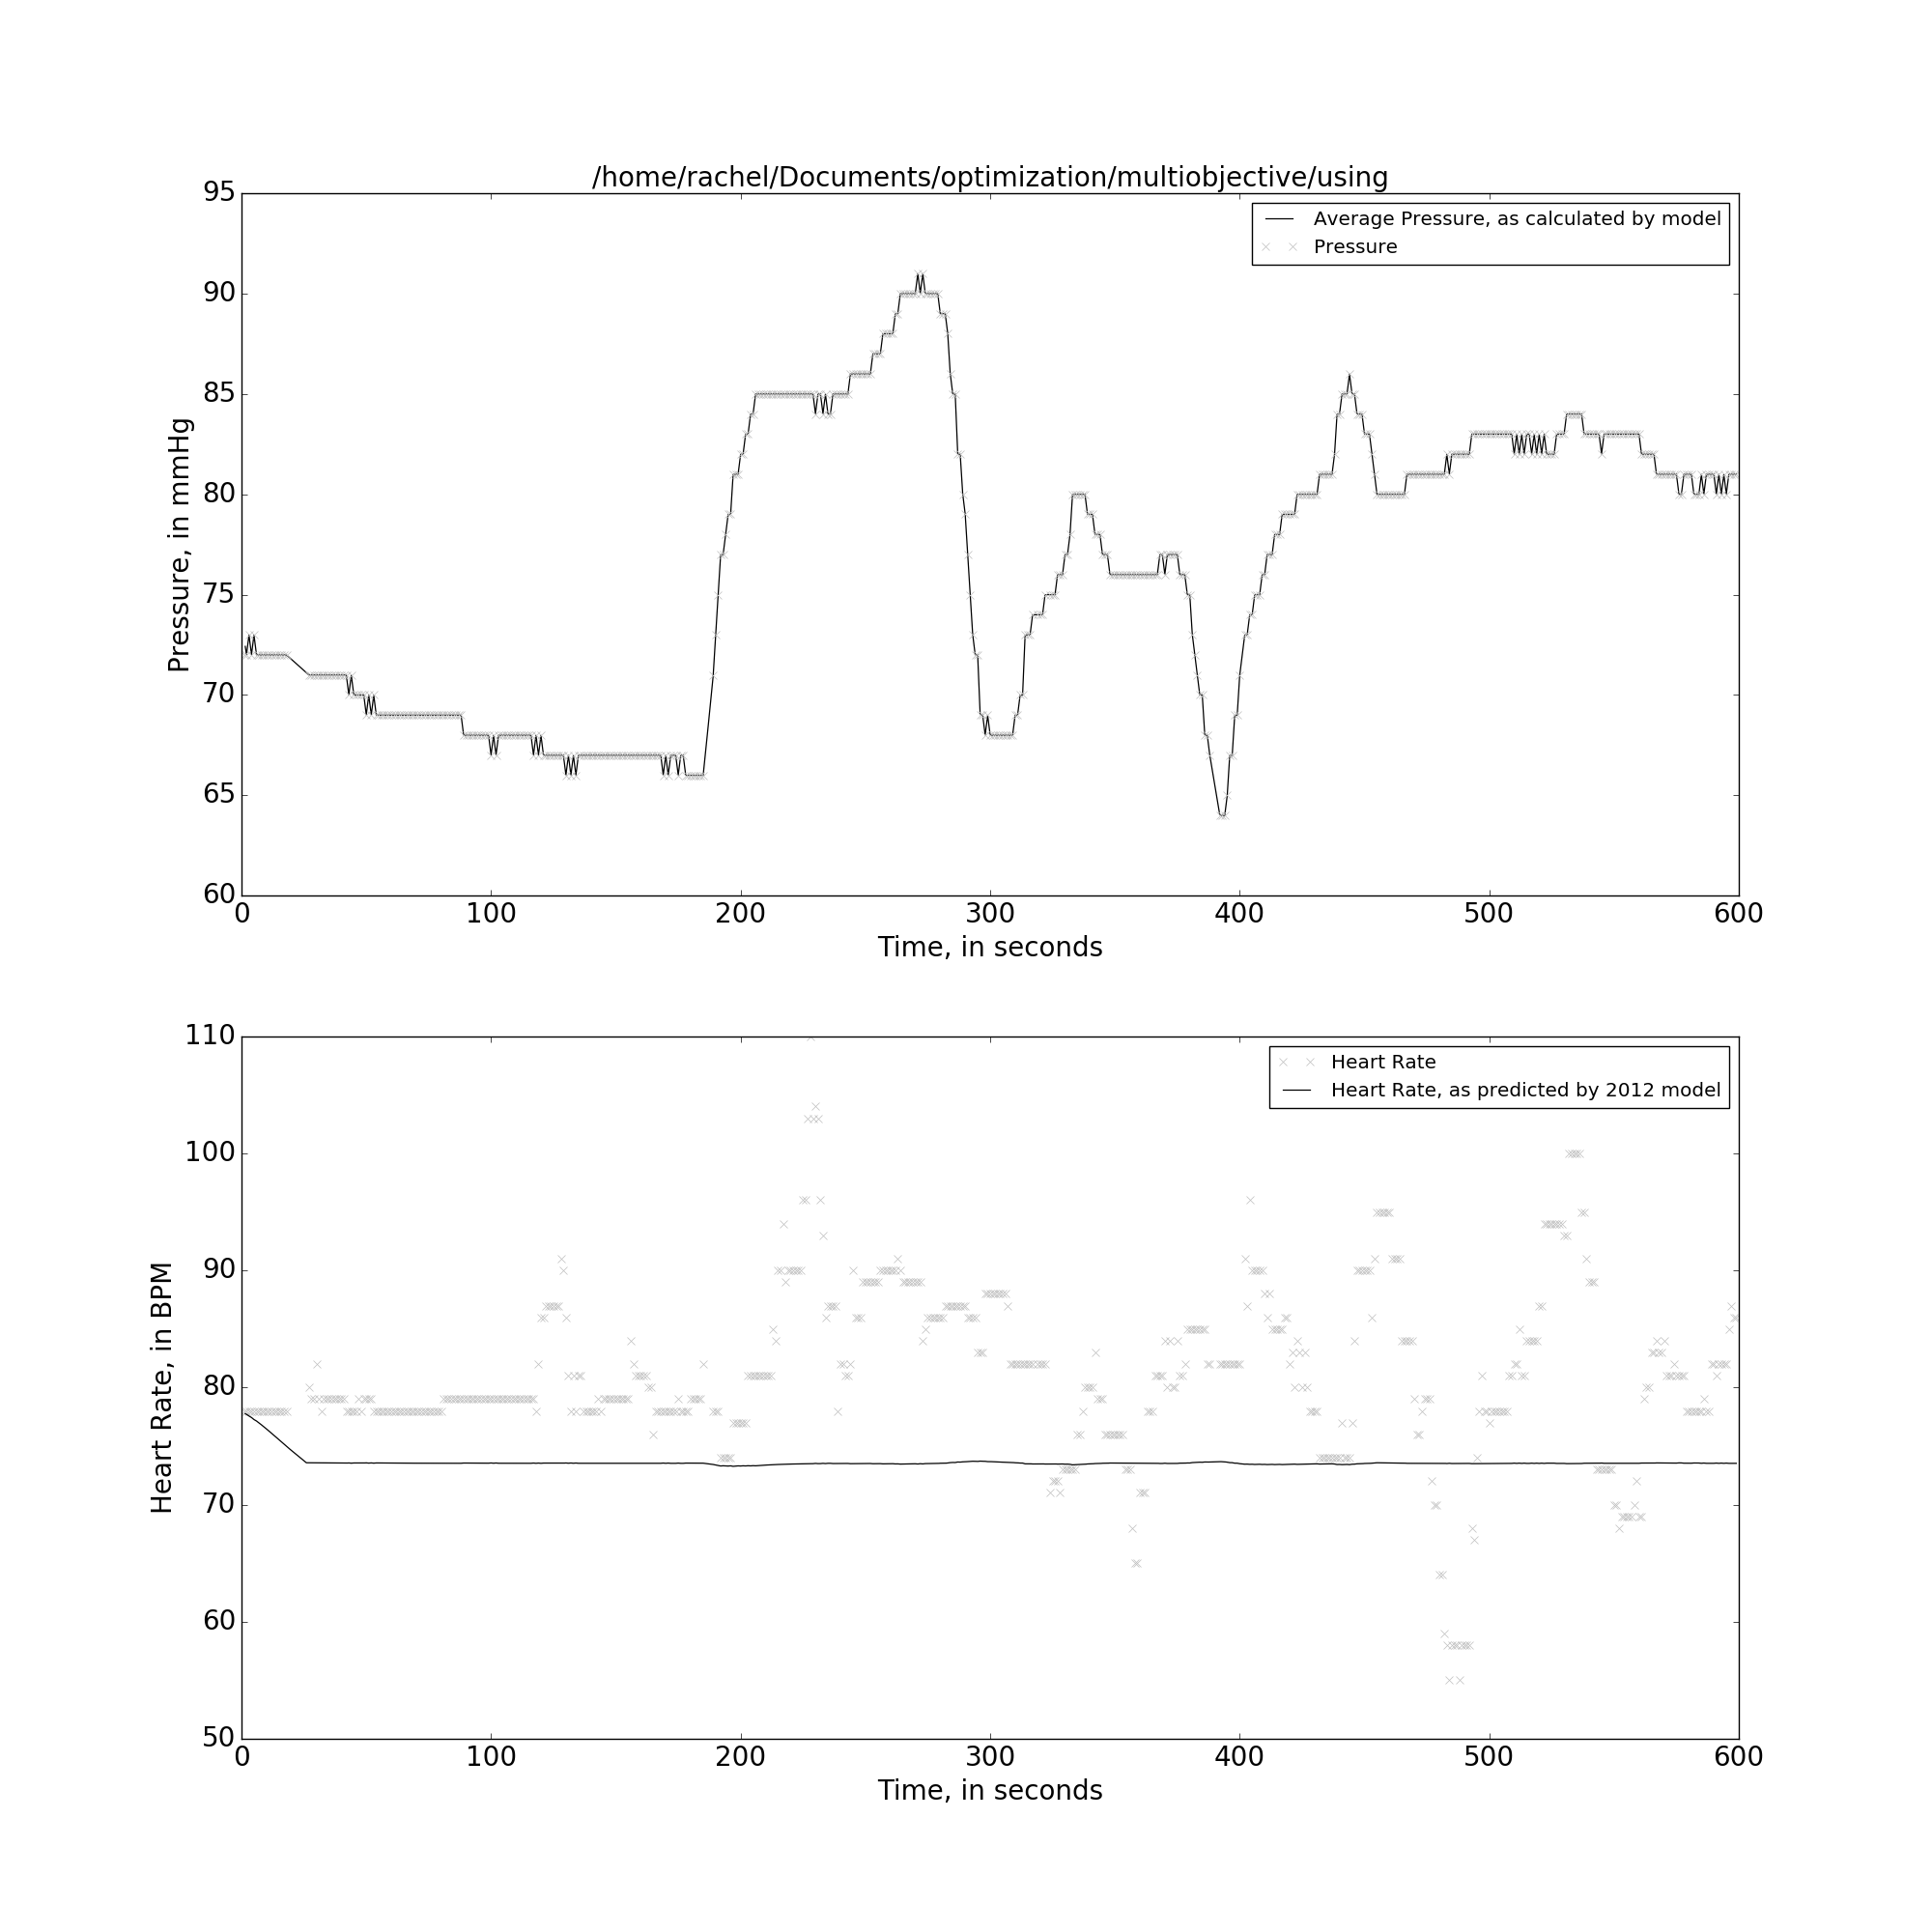 /home/rachel/Documents/optimization/multiobjective/using
95
90
85
80
75
70
65
60
Pressure, in mmHg
Average Pressure, as calculated by model
Pressure
0 100 200 300 400 500 600
Time, in seconds
110
100
90
80
70
60
50
Heart Rate, in BPM
Heart Rate
Heart Rate, as predicted by 2012 model
0 100 200 300 400 500 600
Time, in seconds